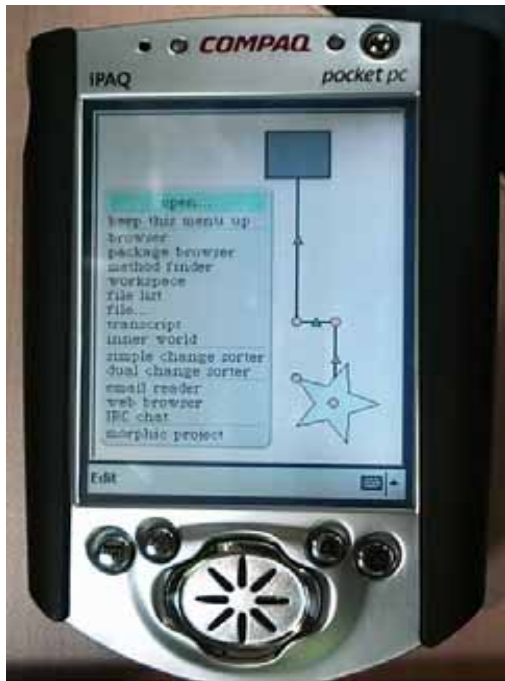 COMPAQ
iPAQ pocket pc
open...
keep this menu up
browser
package browser
method finder
workspace
file list
file...
transcript
inner world
simple change sorter
dual change sorter
email reader
web browser
IRC chat
morphic project
Edit